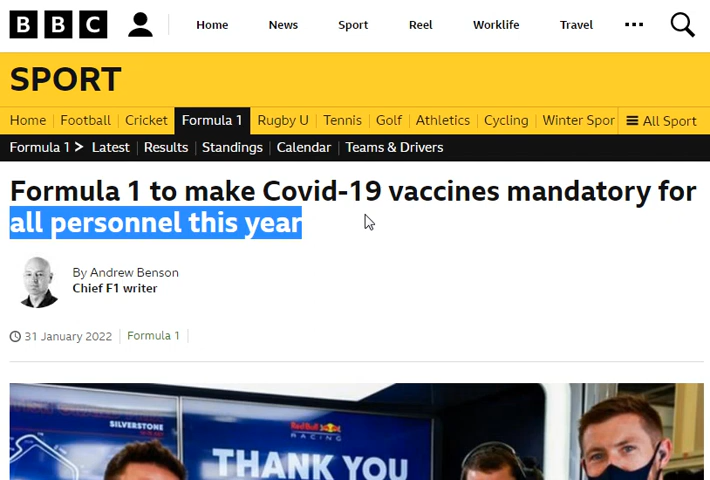 BBC
Home
News
Sport
Reel
Worklife
Travel
SPORT
Home
Football
Cricket
Formula 1
Rugby U
Tennis
Golf
Athletics
Cycling
Winter Spor
All Sport
Formula 1
Latest
Results
Standings
Calendar
Teams & Drivers
Formula 1 to make Covid-19 vaccines mandatory for
all personnel this year
By Andrew Benson
Chief F1 writer
31 January 2022
Formula 1
SILVERSTONE
Red Bull
RACING
THANK YOU